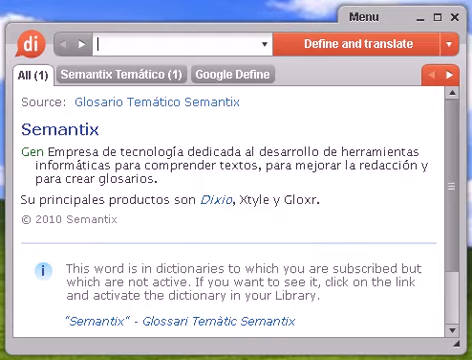 Menu
di
Define and translate
All (1)
Semantix Temático (1)
Google Define
Source: Glosario Temático Semantix
Semantix
Gen Empresa de tecnología dedicada al desarrollo de herramientas
informáticas para comprender textos, para mejorar la redacción y
para crear glosarios.
Su principales productos son Dixio, Xtyle y Gloxr.
© 2010 Semantix
i
This word is in dictionaries to which you are subscribed but
which are not active. If you want to see it, click on the link
and activate the dictionary in your Library.
"Semantix" - Glossari Temàtic Semantix